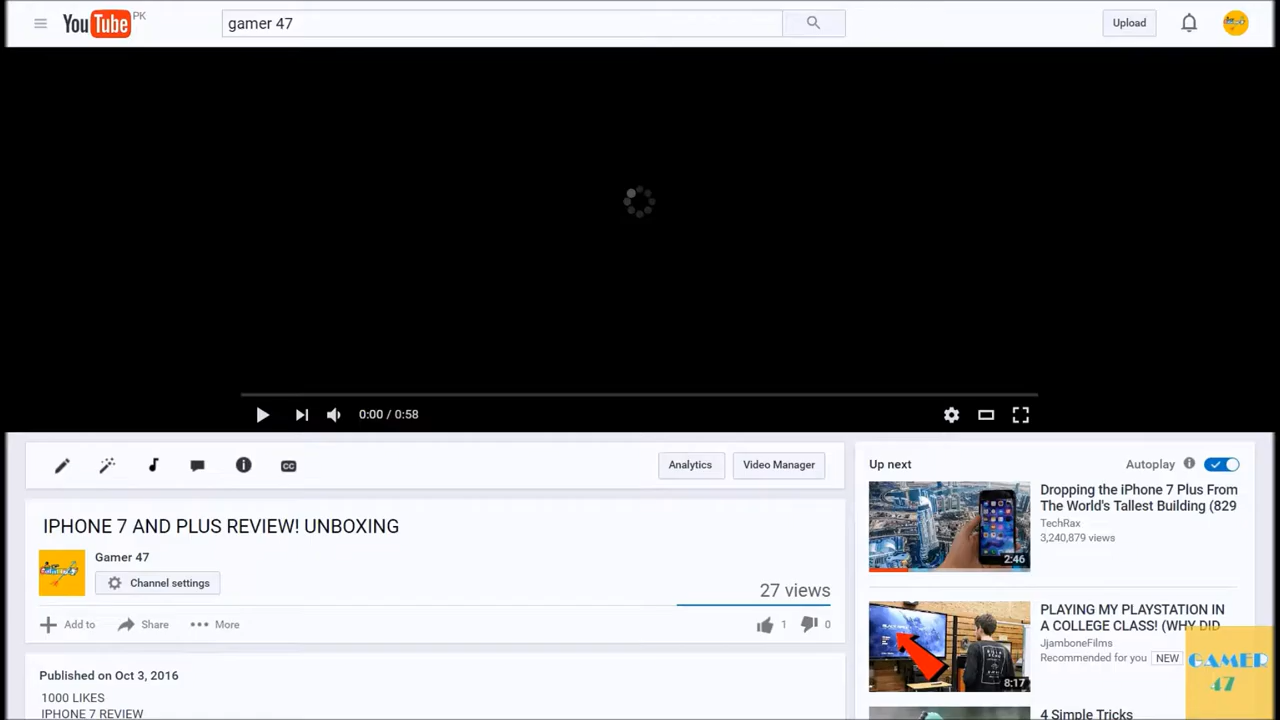 YouTube PK
gamer 47
Upload
0:00 / 0:58
Analytics
Video Manager
IPHONE 7 AND PLUS REVIEW! UNBOXING
Gamer 47
Channel settings
27 views
Add to
Share
More
1
0
Published on Oct 3, 2016
1000 LIKES
IPHONE 7 REVIEW
Up next
Autoplay
2:46
Dropping the iPhone 7 Plus From
The World's Tallest Building (829
TechRax
3,240,879 views
8:17
PLAYING MY PLAYSTATION IN
A COLLEGE CLASS! (WHY DID
JjamboneFilms
Recommended for you NEW
4 Simple Tricks
GAMER
47